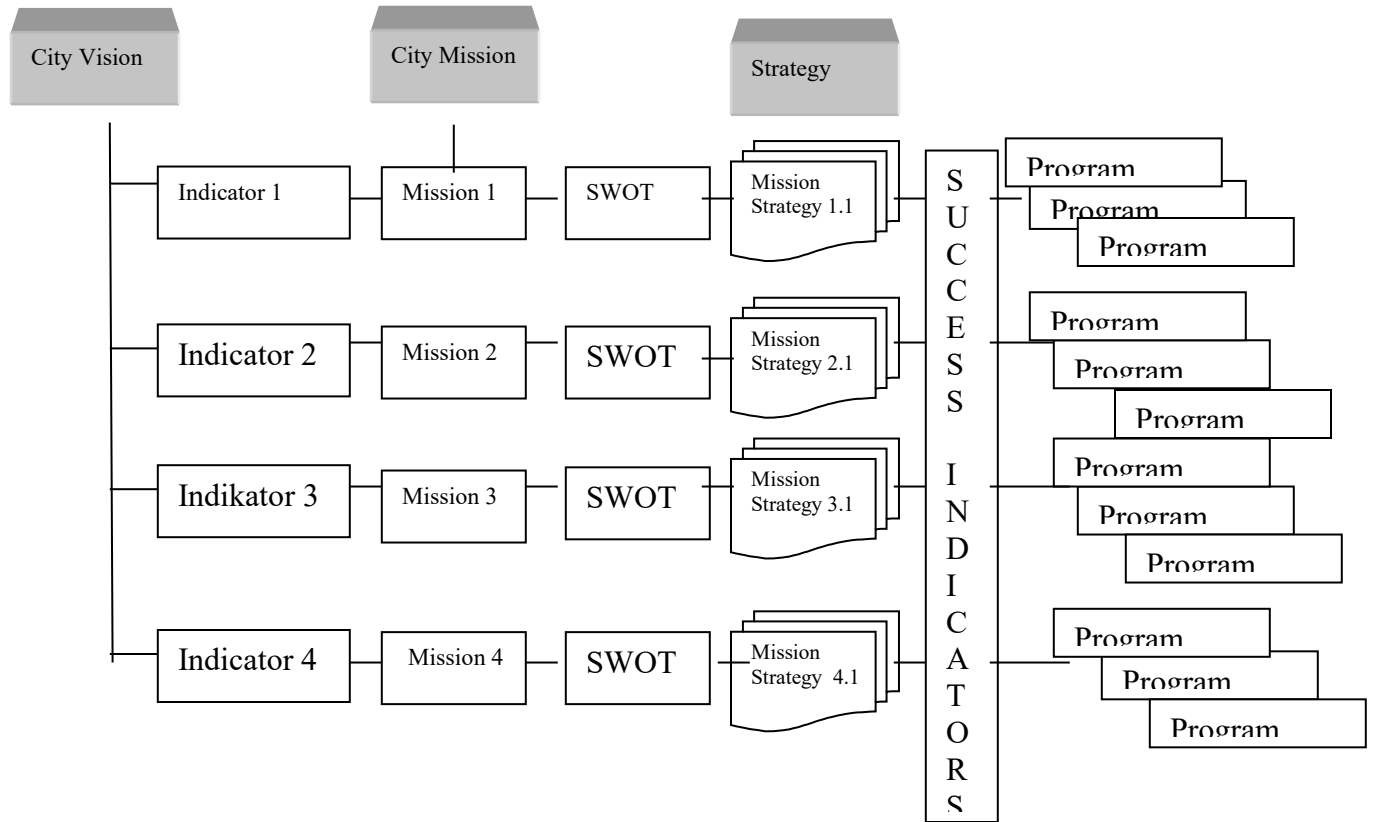 City Vision
City Mission
Strategy
Indicator 1
Mission 1
SWOT
Mission
Strategy 1.1
Program
Program
Program
Indicator 2
Mission 2
SWOT
Mission
Strategy 2.1
Program
Program
Program
Indikator 3
Mission 3
SWOT
Mission
Strategy 3.1
Program
Program
Program
Indicator 4
Mission 4
SWOT
Mission
Strategy 4.1
Program
Program
Program
SUCCESS INDICATORS